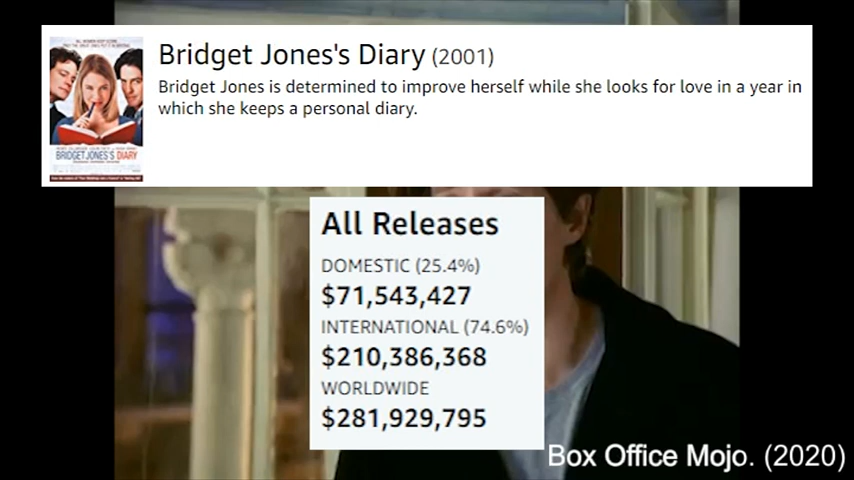 Bridget Jones's Diary (2001)
Bridget Jones is determined to improve herself while she looks for love in a year in
which she keeps a personal diary.
BRIDGET JONES'S DIARY
All Releases
DOMESTIC (25.4%)
$71,543,427
INTERNATIONAL (74.6%)
$210,386,368
WORLDWIDE
$281,929,795
Box Office Mojo. (2020)